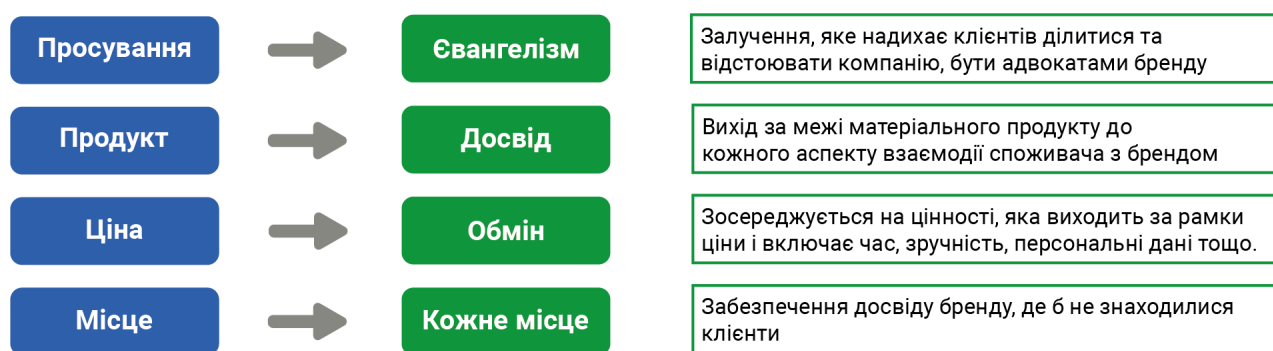 Просування
Євангелізм
Залучення, яке надихає клієнтів ділитися та
відстоювати компанію, бути адвокатами бренду
Продукт
Досвід
Вихід за межі матеріального продукту до
кожного аспекту взаємодії споживача з брендом
Ціна
Обмін
Зосереджується на цінності, яка виходить за рамки
ціни і включає час, зручність, персональні дані тощо.
Місце
Кожне місце
Забезпечення досвіду бренду, де б не знаходилися
клієнти